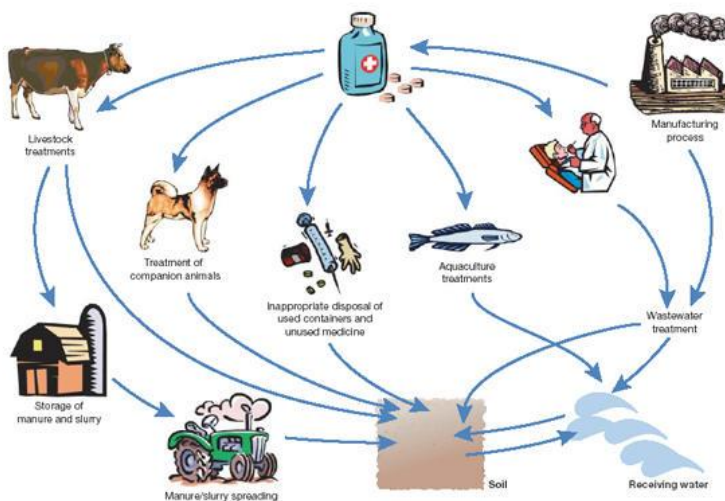 Livestock
treatments
Manufacturing
process
Treatment of
companion animals
Inappropriate disposal of
used containers and
unused medicine
Aquaculture
treatments
Wastewater
treatment
Storage of
manure and slurry
Manure/slurry spreading
Soil
Receiving water